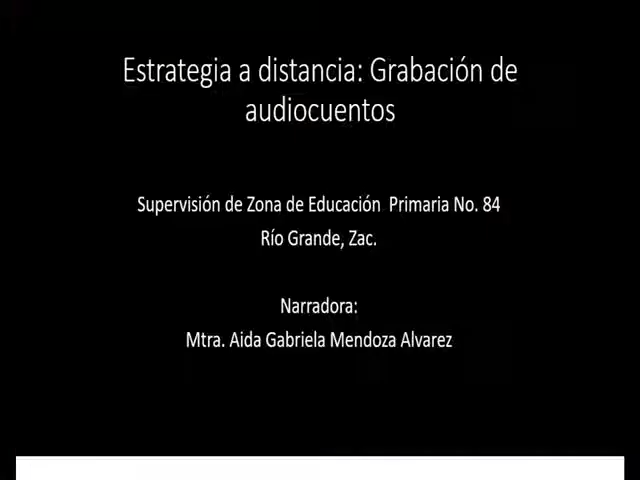 Estrategia a distancia: Grabación de
audiocuentos
Supervisión de Zona de Educación Primaria No. 84
Río Grande, Zac.
Narradora:
Mtra. Aida Gabriela Mendoza Alvarez